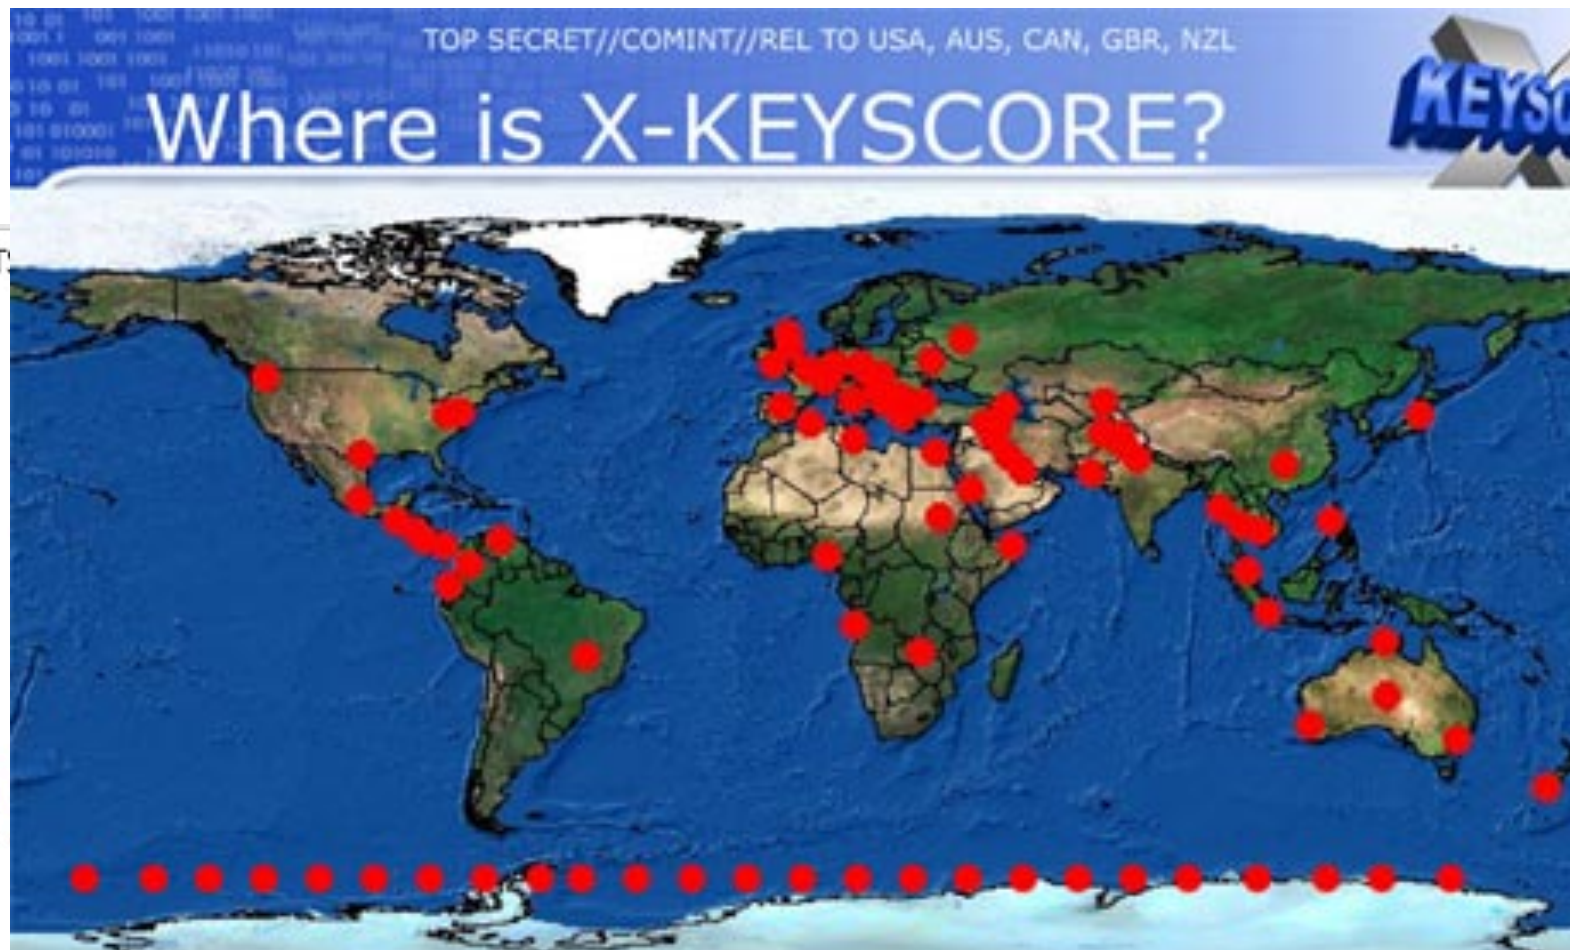 TOP SECRET//COMINT//REL TO USA, AUS, CAN, GBR, NZL
Where is X-KEYSCORE?
X